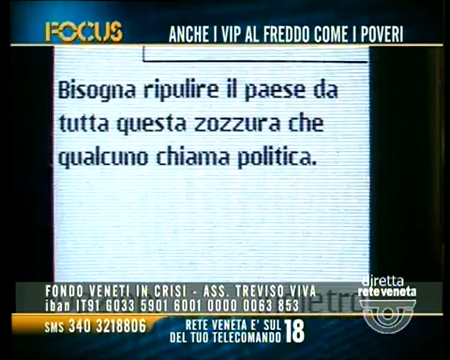 FOCUS
ANCHE I VIP AL FREDDO COME I POVERI
Bisogna ripulire il paese da
tutta questa zozzura che
qualcuno chiama politica.
diretta
FONDO VENETI IN CRISI - ASS. TREVISO VIVA
reteveneta
iban IT91 G033 5901 6001 0000 0063 853
metro
SMS 340 3218806
RETE VENETA E' SUL
DEL TUO TELECOMANDO 18